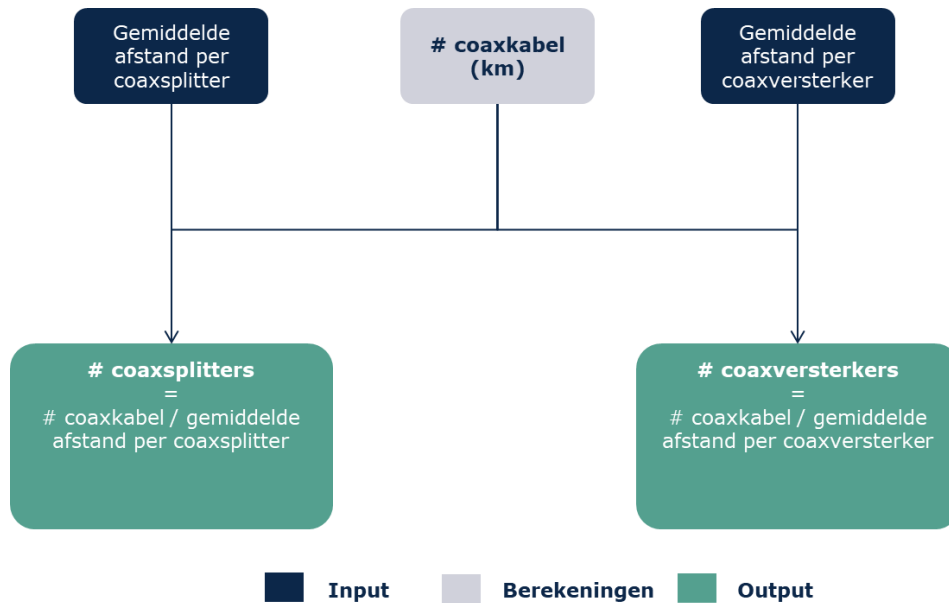 Gemiddelde
afstand per
coaxsplitter
# coaxkabel
(km)
Gemiddelde
afstand per
coaxversterker
# coaxsplitters
=
# coaxkabel / gemiddelde
afstand per coaxsplitter
# coaxversterkers
=
# coaxkabel / gemiddelde
afstand per coaxversterker
Input
Berekeningen
Output